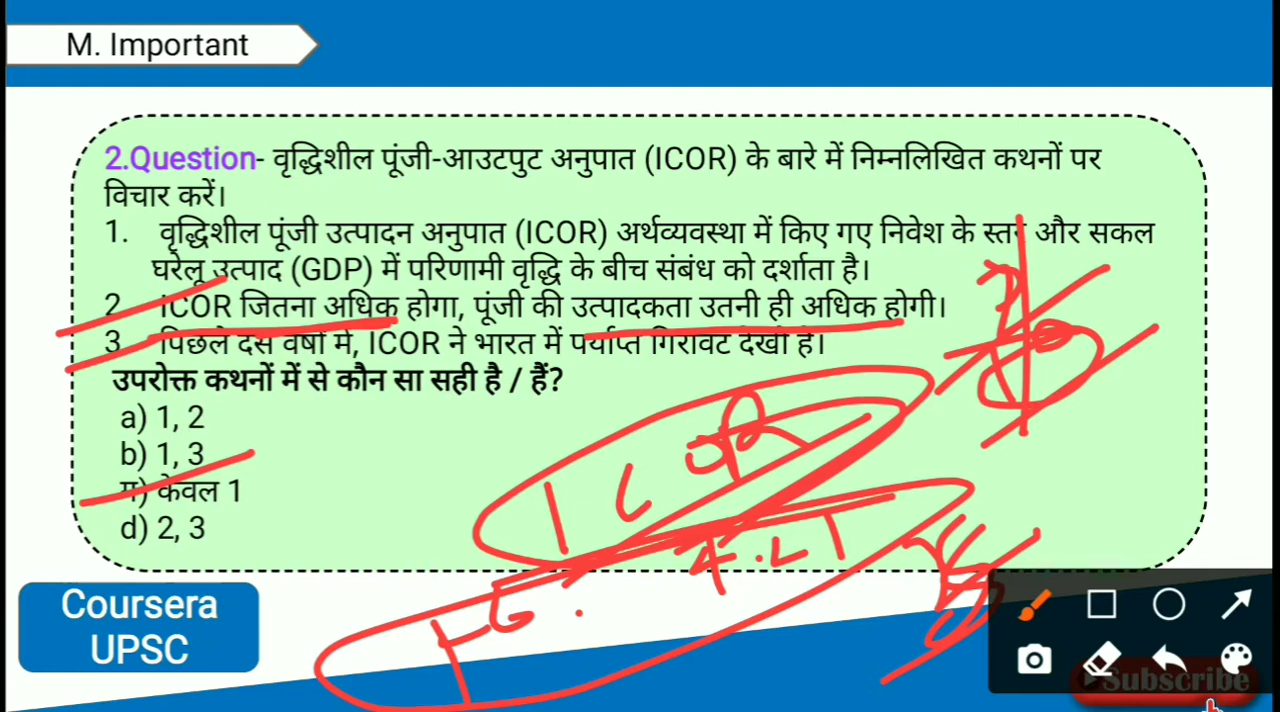 M. Important
2.Question- वृद्धिशील पूंजी-आउटपुट अनुपात (ICOR) के बारे में निम्नलिखित कथनों पर
विचार करें।
1. वृद्धिशील पूंजी उत्पादन अनुपात (ICOR) अर्थव्यवस्था में किए गए निवेश के स्तर और सकल
घरेलू उत्पाद (GDP) में परिणामी वृद्धि के बीच संबंध को दर्शाता है।
2. ICOR जितना अधिक होगा, पूंजी की उत्पादकता उतनी ही अधिक होगी।
3. पिछले दस वर्षों में, ICOR ने भारत में पर्याप्त गिरावट देखी है।
उपरोक्त कथनों में से कौन सा सही है / हैं?
a) 1, 2
b) 1, 3
ग) केवल 1
d) 2, 3
ICOR
Coursera
UPSC
Subscribe